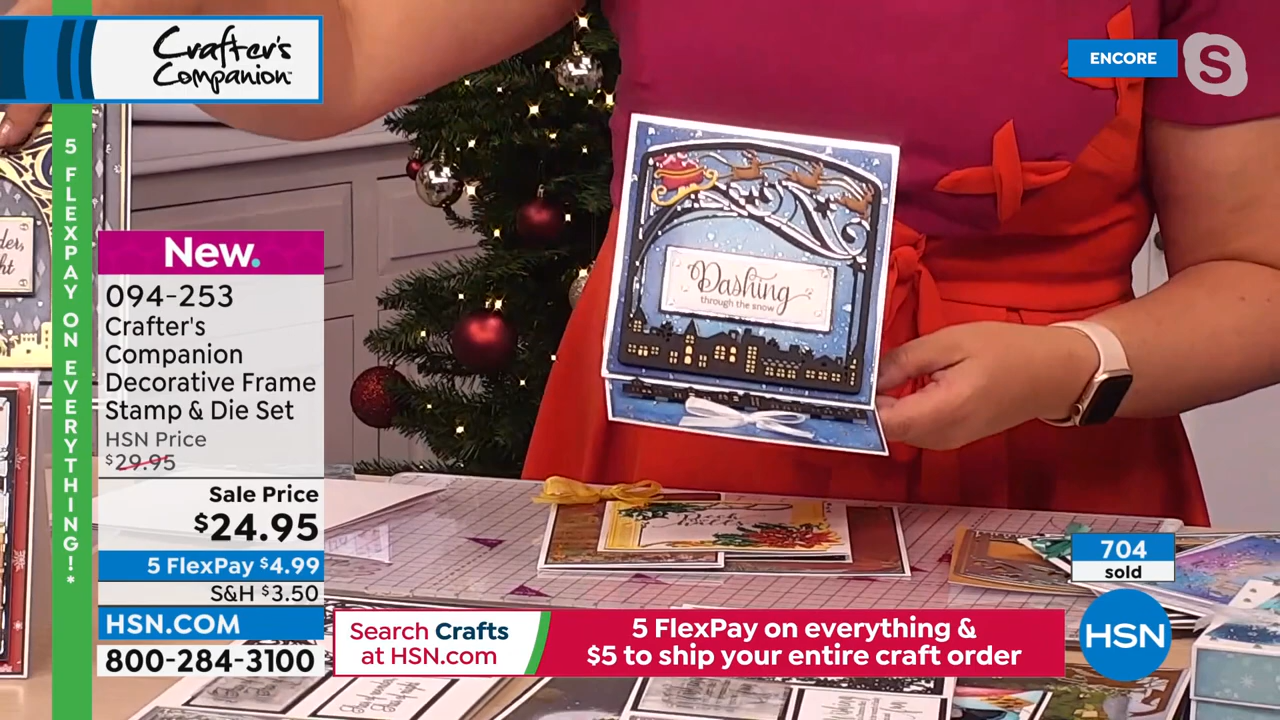 Crafter's
Companion
ENCORE
S
5 FLEXPAY ON EVERYTHING!*
New.
094-253
Crafter's
Companion
Decorative Frame
Stamp & Die Set
HSN Price
$29.95
Sale Price
$24.95
5 FlexPay $4.99
S&H $3.50
HSN.COM
800-284-3100
Dashing
through the snow
704
sold
Search Crafts
at HSN.com
5 FlexPay on everything &
$5 to ship your entire craft order
HSN